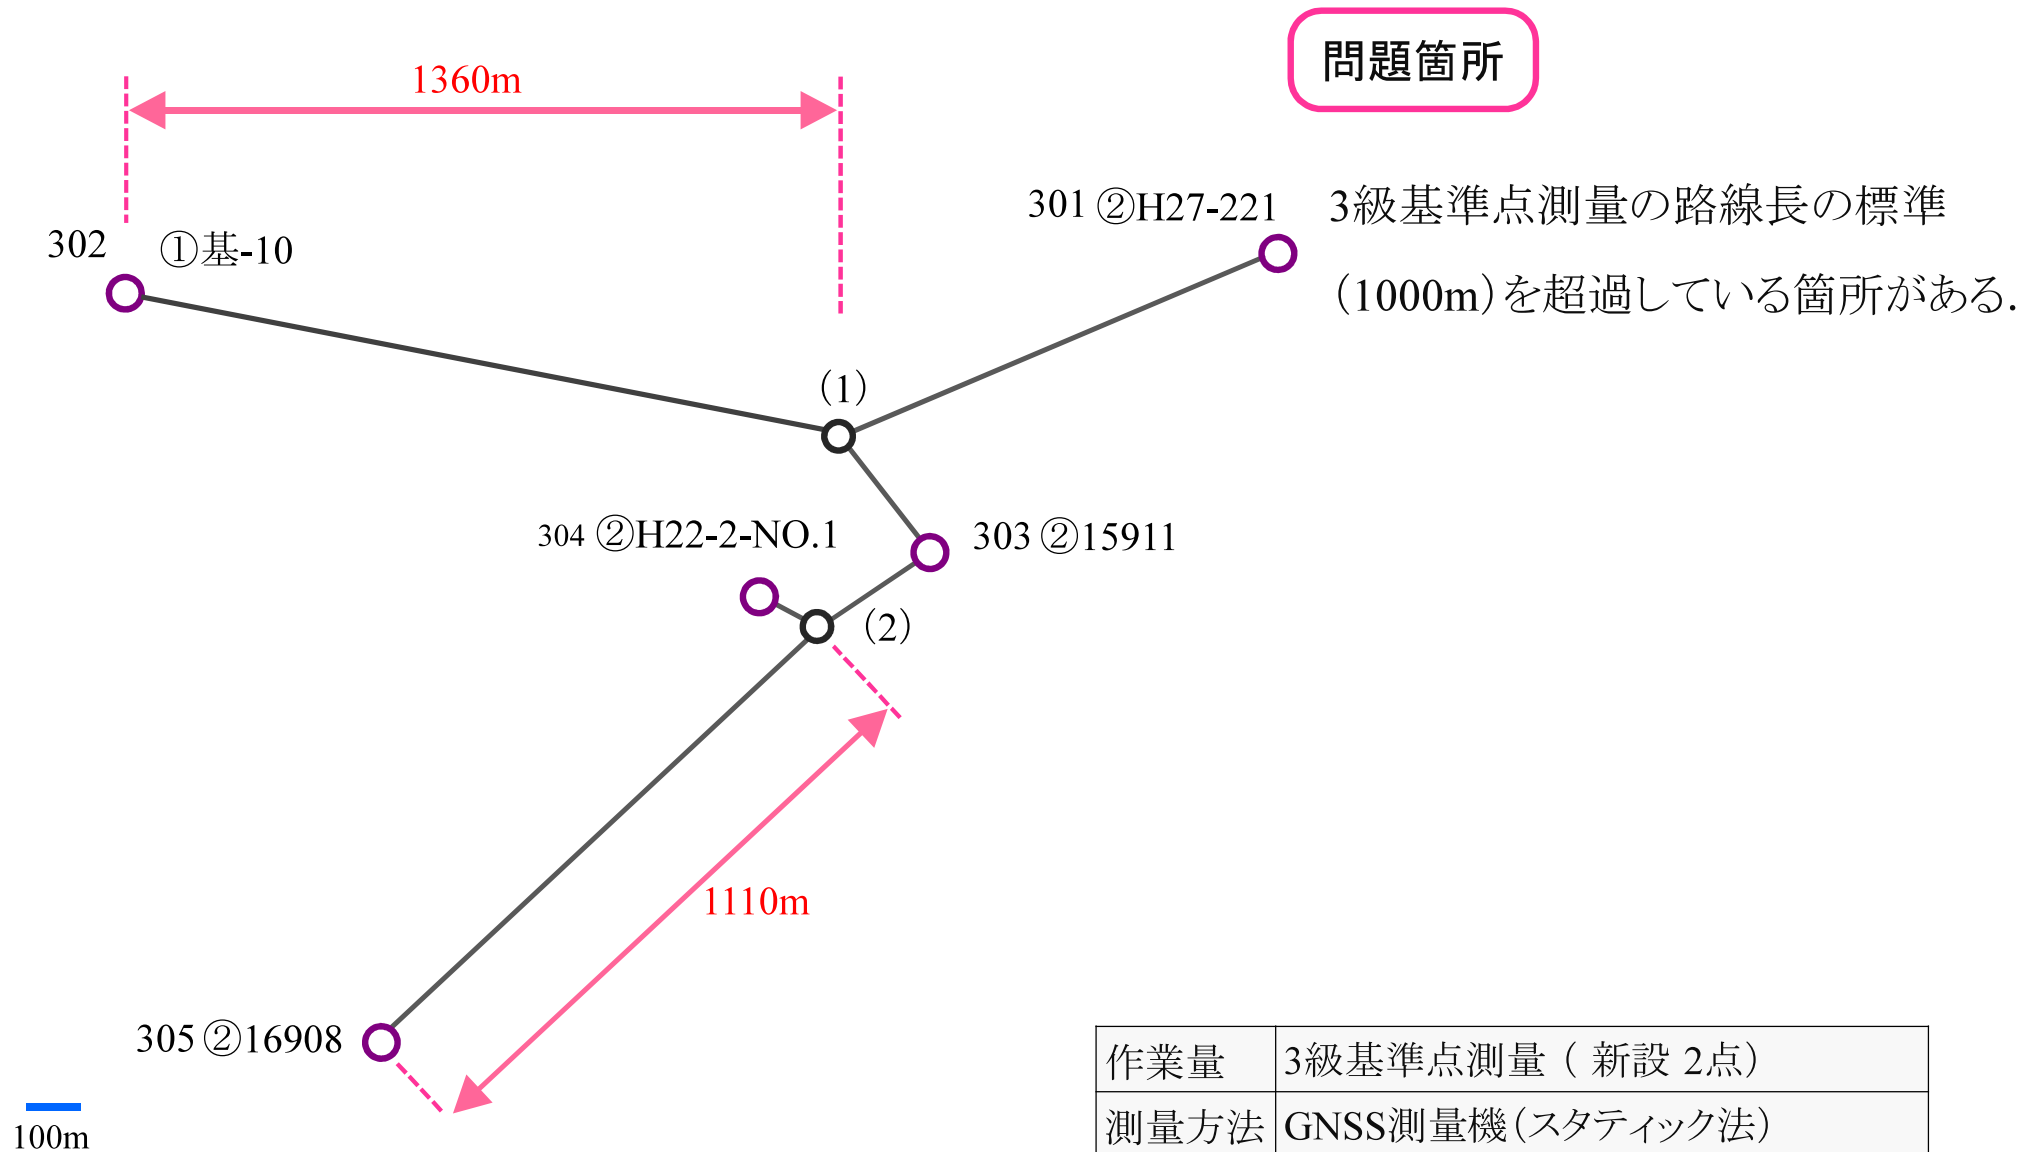 問題箇所
1360m
301 ②H27-221
3級基準点測量の路線長の標準
(1000m)を超過している箇所がある.
302 ①基-10
(1)
304 ②H22-2-NO.1
303 ②15911
(2)
1110m
305 ②16908
100m
作業量 3級基準点測量 ( 新設 2点)
測量方法 GNSS測量機(スタティック法)